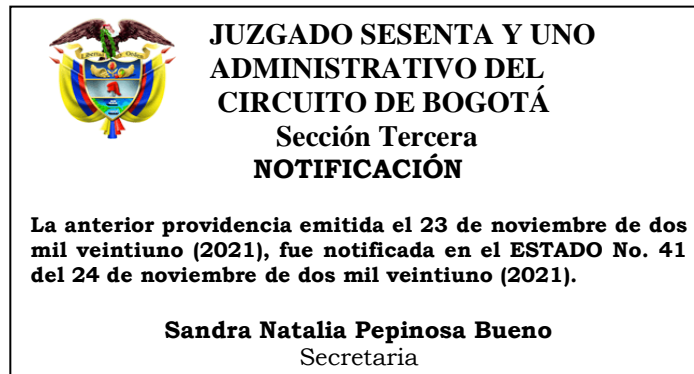 JUZGADO SESENTA Y UNO
ADMINISTRATIVO DEL
CIRCUITO DE BOGOTÁ
Sección Tercera
NOTIFICACIÓN
La anterior providencia emitida el 23 de noviembre de dos
mil veintiuno (2021), fue notificada en el ESTADO No. 41
del 24 de noviembre de dos mil veintiuno (2021).
Sandra Natalia Pepinosa Bueno
Secretaria